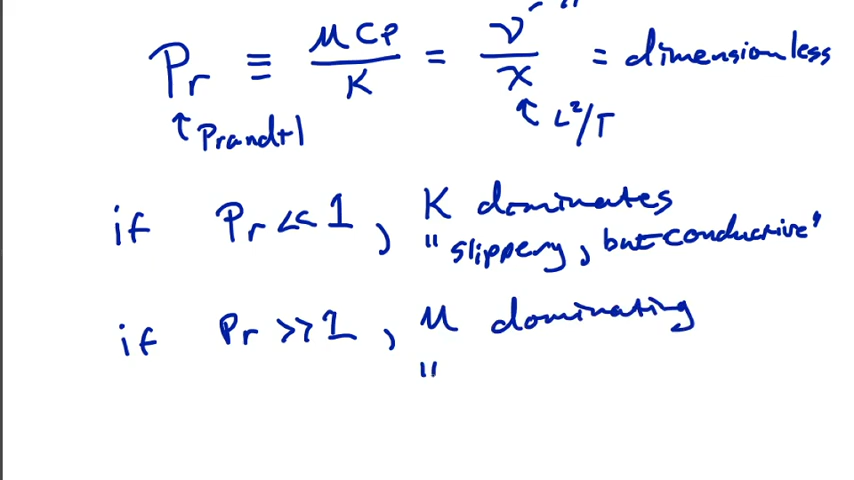 Pr ≡ μCP/K = ν/χ = dimensionless
↑ Prandtl ↑ L²/T
if Pr << 1, K dominates
"slippery, but conductive"
if Pr >> 1, μ dominating
"